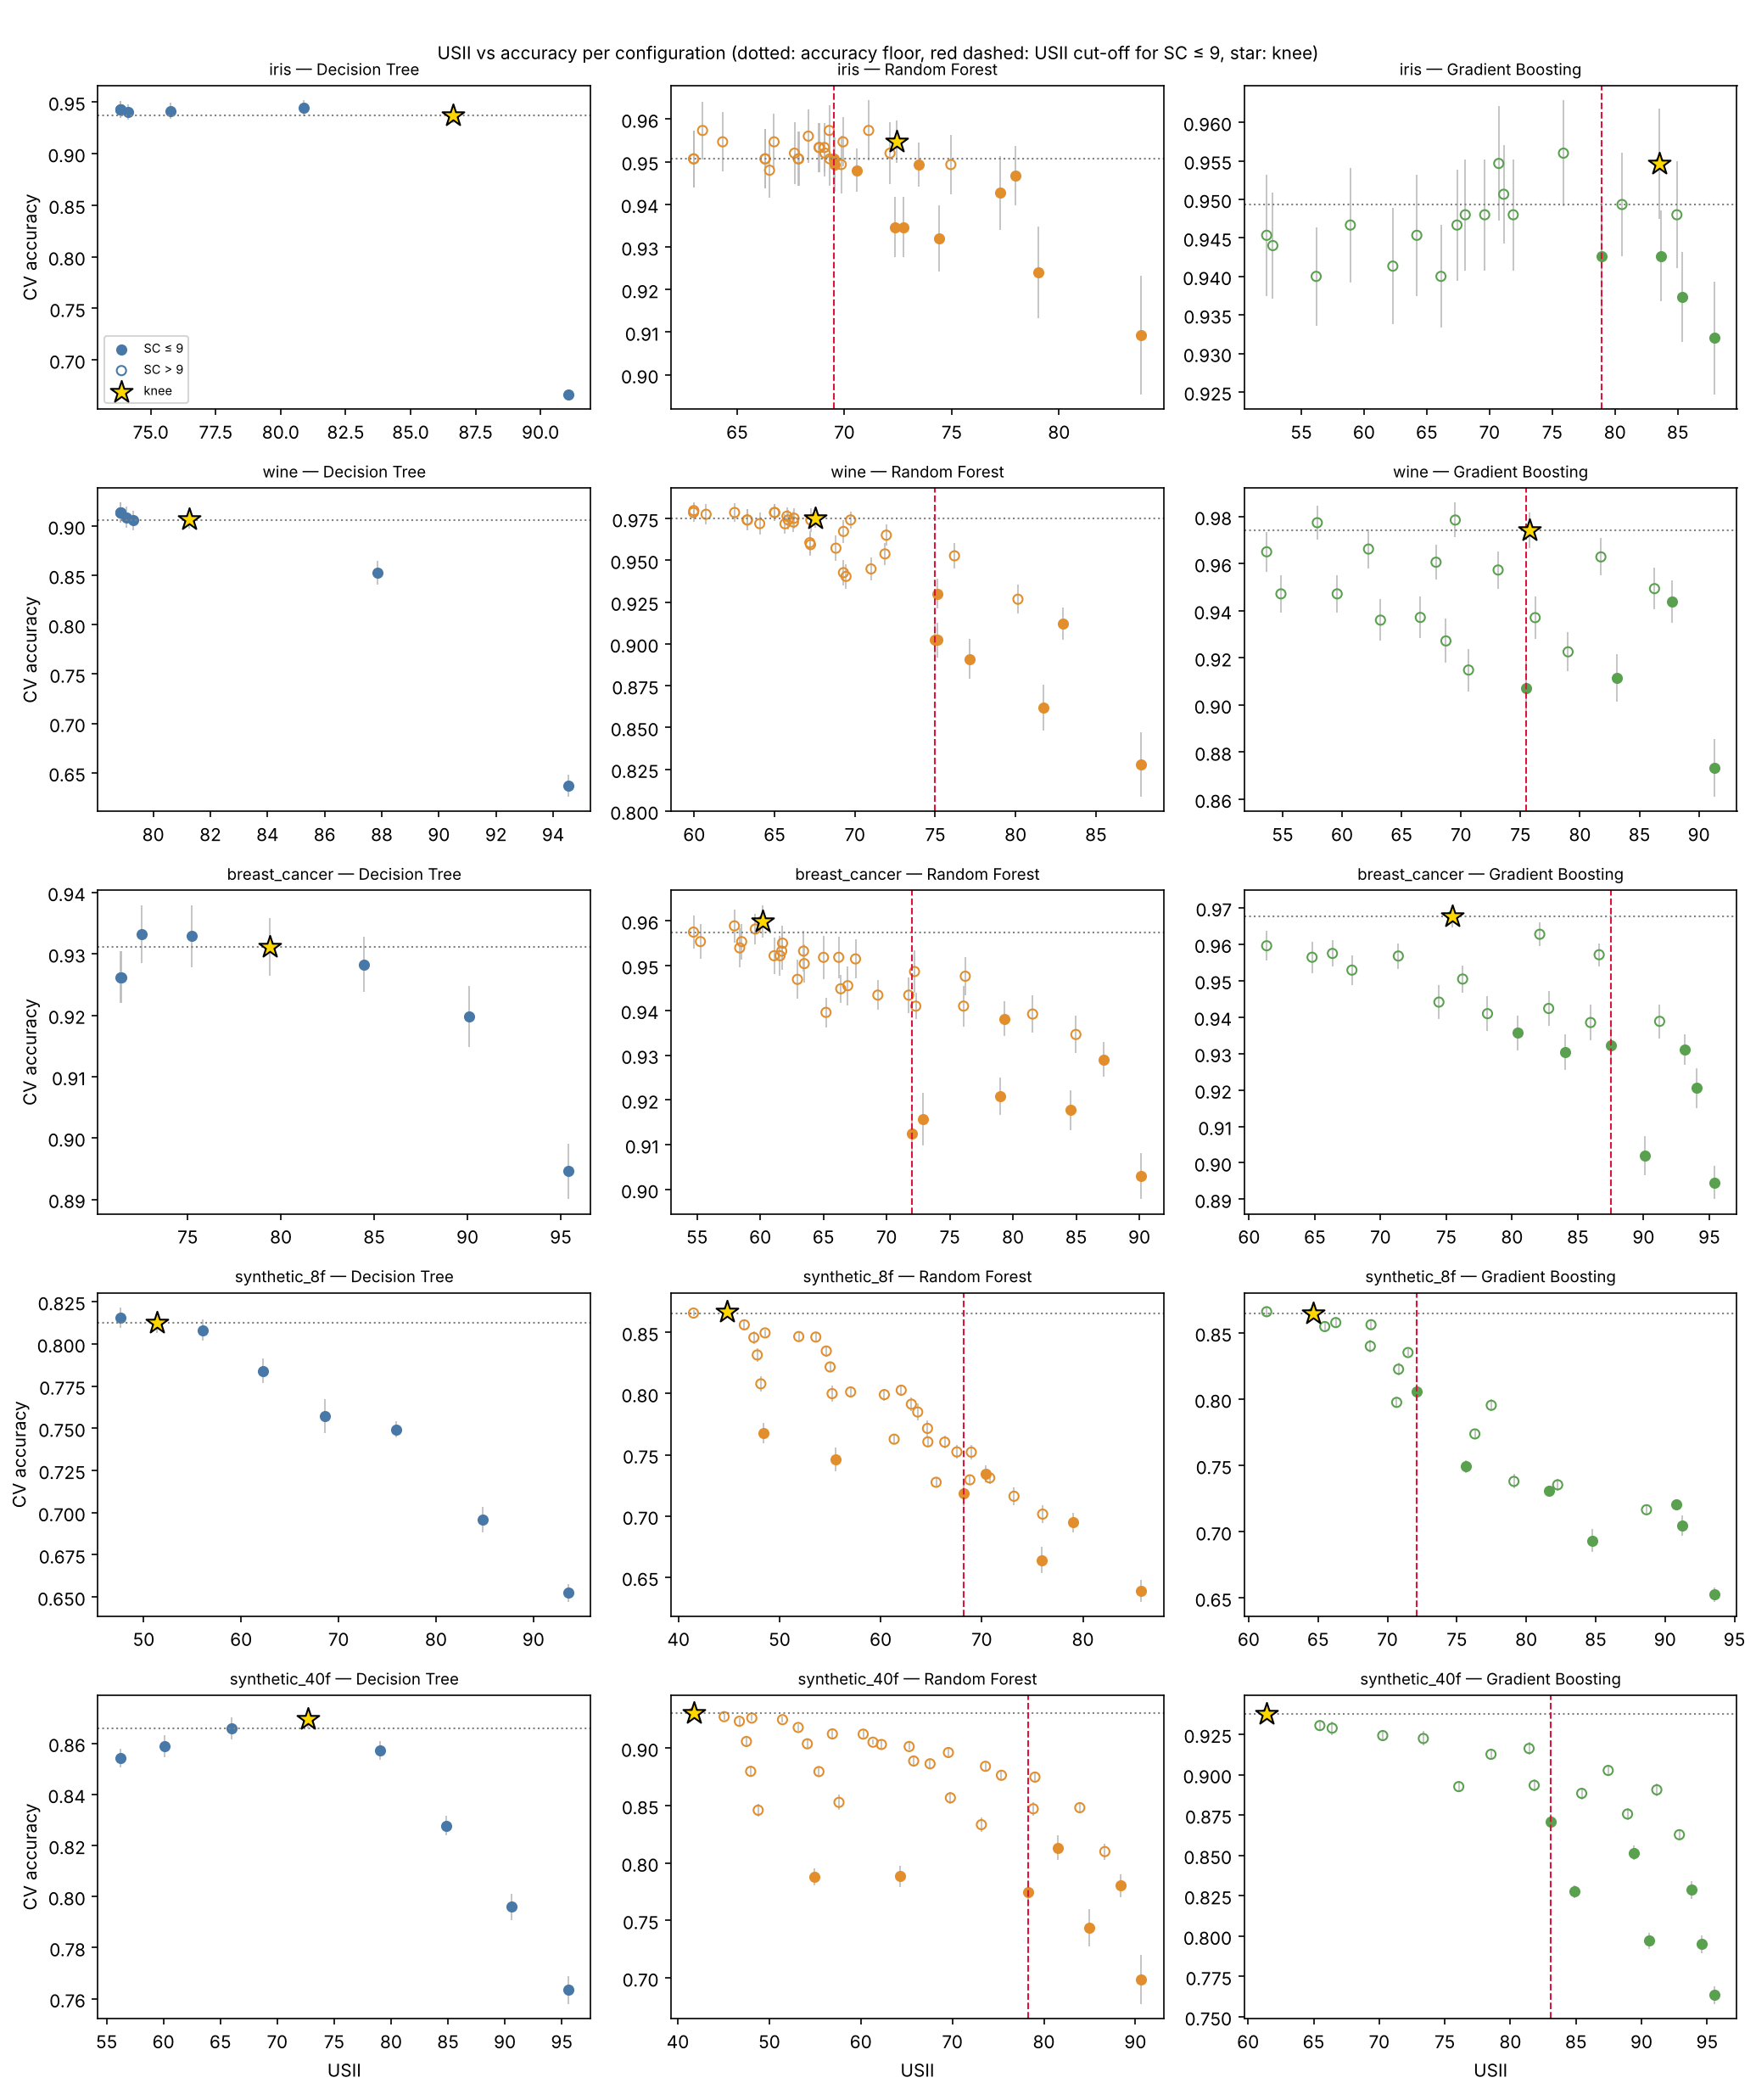 USII vs accuracy per configuration (dotted: accuracy floor, red dashed: USII cut-off for SC ≤ 9, star: knee)
iris — Decision Tree
0.95
0.90
0.85
0.80
0.75
0.70
CV accuracy
SC ≤ 9
SC > 9
knee
75.0 77.5 80.0 82.5 85.0 87.5 90.0
iris — Random Forest
0.96
0.95
0.94
0.93
0.92
0.91
0.90
65 70 75 80
iris — Gradient Boosting
0.960
0.955
0.950
0.945
0.940
0.935
0.930
0.925
55 60 65 70 75 80 85
wine — Decision Tree
0.90
0.85
0.80
0.75
0.70
0.65
CV accuracy
80 82 84 86 88 90 92 94
wine — Random Forest
0.975
0.950
0.925
0.900
0.875
0.850
0.825
0.800
60 65 70 75 80 85
wine — Gradient Boosting
0.98
0.96
0.94
0.92
0.90
0.88
0.86
55 60 65 70 75 80 85 90
breast_cancer — Decision Tree
0.94
0.93
0.92
0.91
0.90
0.89
CV accuracy
75 80 85 90 95
breast_cancer — Random Forest
0.96
0.95
0.94
0.93
0.92
0.91
0.90
55 60 65 70 75 80 85 90
breast_cancer — Gradient Boosting
0.97
0.96
0.95
0.94
0.93
0.92
0.91
0.90
0.89
60 65 70 75 80 85 90 95
synthetic_8f — Decision Tree
0.825
0.800
0.775
0.750
0.725
0.700
0.675
0.650
CV accuracy
50 60 70 80 90
synthetic_8f — Random Forest
0.85
0.80
0.75
0.70
0.65
40 50 60 70 80
synthetic_8f — Gradient Boosting
0.85
0.80
0.75
0.70
0.65
60 65 70 75 80 85 90 95
synthetic_40f — Decision Tree
0.86
0.84
0.82
0.80
0.78
0.76
CV accuracy
55 60 65 70 75 80 85 90 95
USII
synthetic_40f — Random Forest
0.90
0.85
0.80
0.75
0.70
40 50 60 70 80 90
USII
synthetic_40f — Gradient Boosting
0.925
0.900
0.875
0.850
0.825
0.800
0.775
0.750
60 65 70 75 80 85 90 95
USII